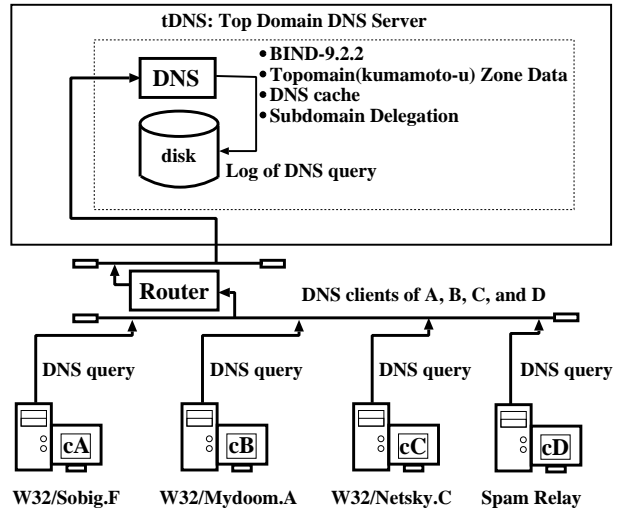 tDNS: Top Domain DNS Server
•BIND-9.2.2
•Topomain(kumamoto-u) Zone Data
•DNS cache
•Subdomain Delegation
DNS
disk
Log of DNS query
Router
DNS clients of A, B, C, and D
DNS query DNS query DNS query DNS query
cA cB cC cD
W32/Sobig.F W32/Mydoom.A W32/Netsky.C Spam Relay